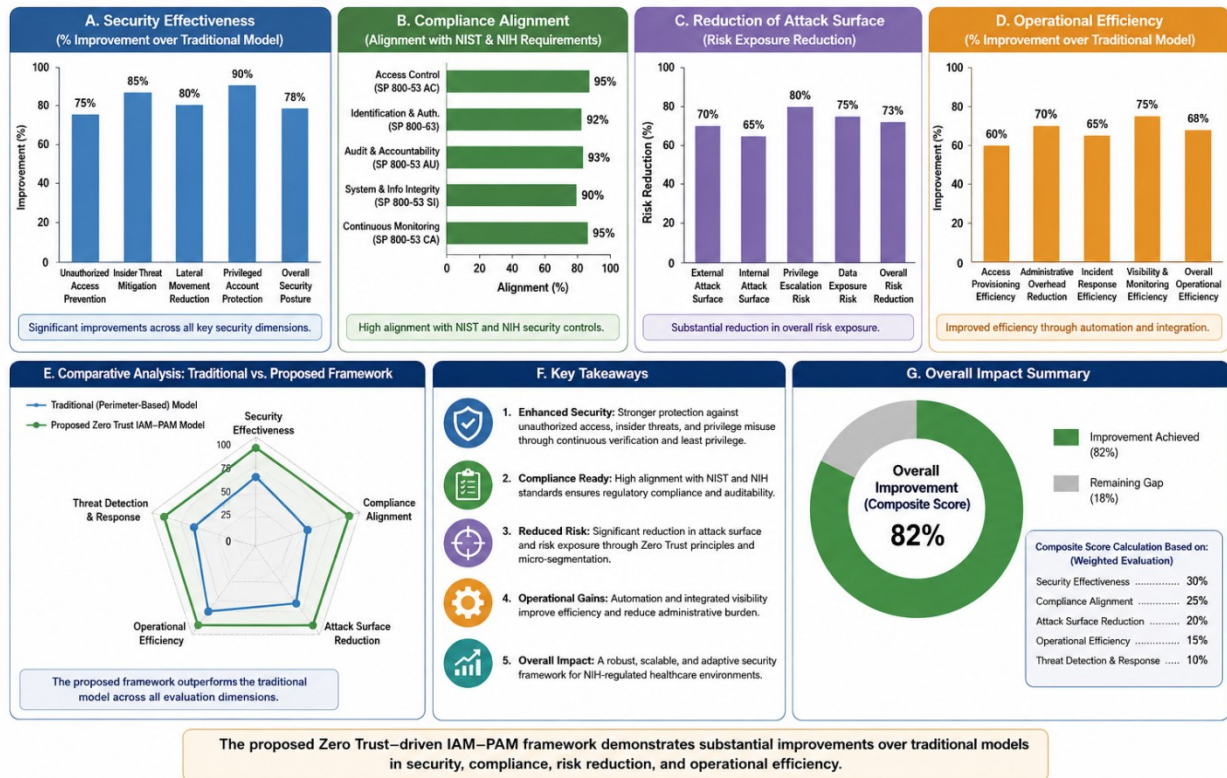 A. Security Effectiveness
(% Improvement over Traditional Model)
Improvement (%)
100
80
60
40
20
0
75%
85%
80%
90%
78%
Unauthorized
Access
Prevention
Insider Threat
Mitigation
Lateral
Movement
Reduction
Privileged
Account
Protection
Overall
Security
Posture
Significant improvements across all key security dimensions.
B. Compliance Alignment
(Alignment with NIST & NIH Requirements)
Access Control
(SP 800-53 AC)
95%
Identification & Auth.
(SP 800-63)
92%
Audit & Accountability
(SP 800-53 AU)
93%
System & Info Integrity
(SP 800-53 SI)
90%
Continuous Monitoring
(SP 800-53 CA)
95%
0 20 40 60 80 100
Alignment (%)
High alignment with NIST and NIH security controls.
C. Reduction of Attack Surface
(Risk Exposure Reduction)
Risk Reduction (%)
100
80
60
40
20
0
70%
65%
80%
75%
73%
External
Attack
Surface
Internal
Attack
Surface
Privilege
Escalation
Risk
Data
Exposure
Risk
Overall
Risk
Reduction
Substantial reduction in overall risk exposure.
D. Operational Efficiency
(% Improvement over Traditional Model)
Improvement (%)
100
80
60
40
20
0
60%
70%
65%
75%
68%
Access
Provisioning
Efficiency
Administrative
Overhead
Reduction
Incident
Response
Efficiency
Visibility &
Monitoring
Efficiency
Overall
Operational
Efficiency
Improved efficiency through automation and integration.
E. Comparative Analysis: Traditional vs. Proposed Framework
Traditional (Perimeter-Based) Model
Proposed Zero Trust IAM–PAM Model
Security
Effectiveness
100
75
50
25
0
Compliance
Alignment
Attack Surface
Reduction
Operational
Efficiency
Threat Detection
& Response
The proposed framework outperforms the traditional
model across all evaluation dimensions.
F. Key Takeaways
1. Enhanced Security: Stronger protection against
unauthorized access, insider threats, and privilege misuse
through continuous verification and least privilege.
2. Compliance Ready: High alignment with NIST and NIH
standards ensures regulatory compliance and auditability.
3. Reduced Risk: Significant reduction in attack surface
and risk exposure through Zero Trust principles and
micro-segmentation.
4. Operational Gains: Automation and integrated visibility
improve efficiency and reduce administrative burden.
5. Overall Impact: A robust, scalable, and adaptive security
framework for NIH-regulated healthcare environments.
G. Overall Impact Summary
Overall
Improvement
(Composite Score)
82%
Improvement Achieved
(82%)
Remaining Gap
(18%)
Composite Score Calculation Based on:
(Weighted Evaluation)
Security Effectiveness ............... 30%
Compliance Alignment ............... 25%
Attack Surface Reduction ........... 20%
Operational Efficiency ............... 15%
Threat Detection & Response ..... 10%
The proposed Zero Trust–driven IAM–PAM framework demonstrates substantial improvements over traditional models
in security, compliance, risk reduction, and operational efficiency.